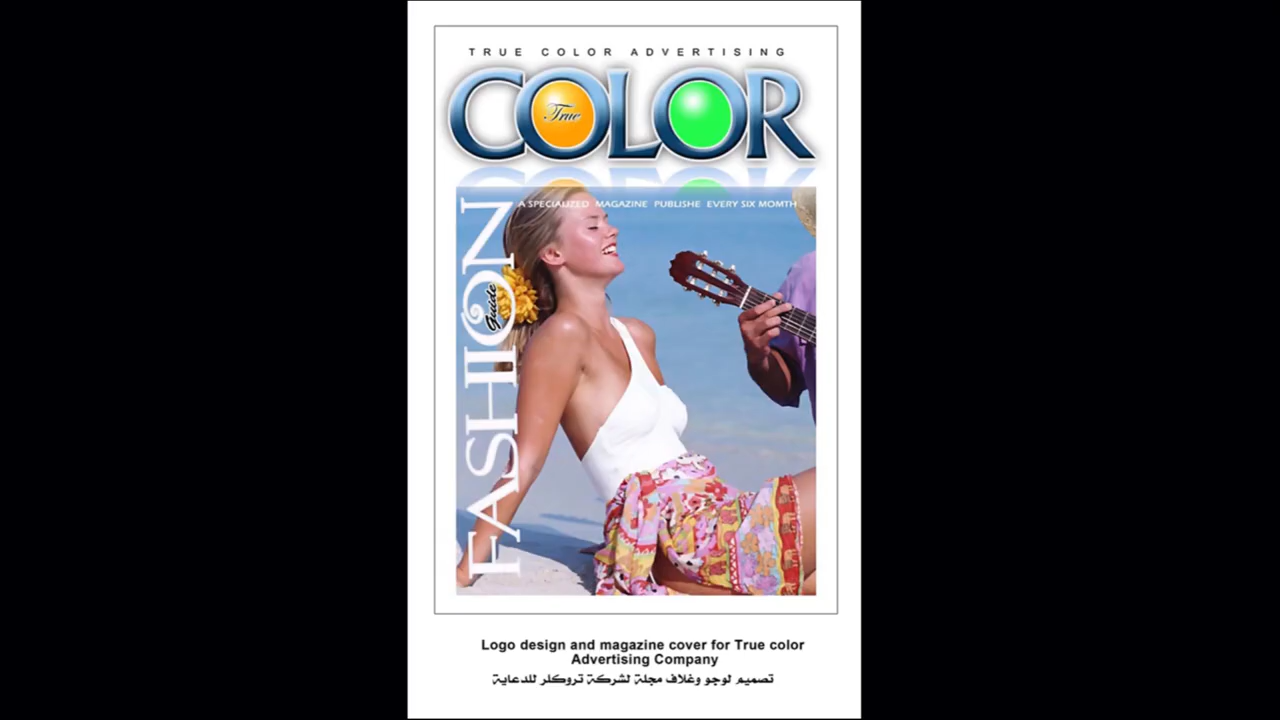 TRUE COLOR ADVERTISING
COLOR
True
A SPECIALIZED MAGAZINE PUBLISHE EVERY SIX MOMTH
FASHION
Guide
Logo design and magazine cover for True color
Advertising Company
تصميم لوجو وغلاف مجلة لشركة تروكلر للدعاية